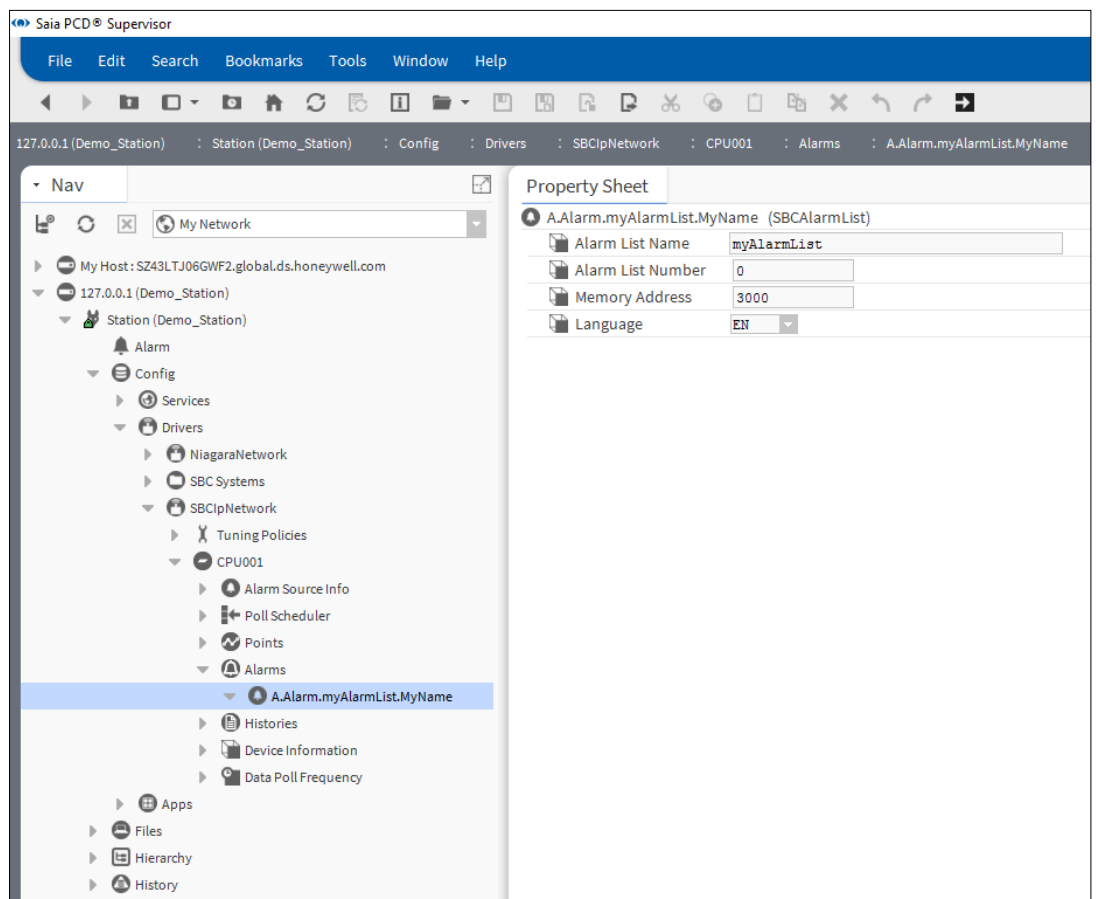 Saia PCD® Supervisor
File Edit Search Bookmarks Tools Window Help
127.0.0.1 (Demo_Station) : Station (Demo_Station) : Config : Drivers : SBCIpNetwork : CPU001 : Alarms : A.Alarm.myAlarmList.MyName
Nav
My Network
My Host : SZ43LTJ06GWF2.global.ds.honeywell.com
127.0.0.1 (Demo_Station)
Station (Demo_Station)
Alarm
Config
Services
Drivers
NiagaraNetwork
SBC Systems
SBCIpNetwork
Tuning Policies
CPU001
Alarm Source Info
Poll Scheduler
Points
Alarms
A.Alarm.myAlarmList.MyName
Histories
Device Information
Data Poll Frequency
Apps
Files
Hierarchy
History
Property Sheet
A.Alarm.myAlarmList.MyName (SBCAlarmList)
Alarm List Name myAlarmList
Alarm List Number 0
Memory Address 3000
Language EN